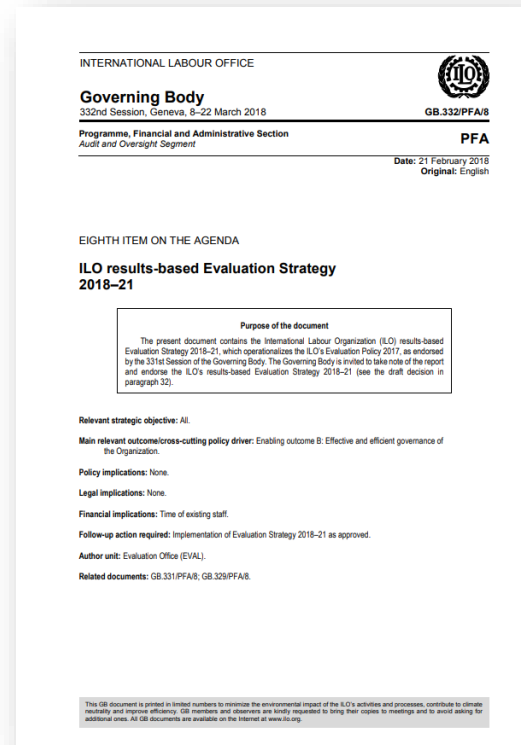 INTERNATIONAL LABOUR OFFICE
ILO
Governing Body
332nd Session, Geneva, 8–22 March 2018
GB.332/PFA/8
Programme, Financial and Administrative Section
Audit and Oversight Segment
PFA
Date: 21 February 2018
Original: English
EIGHTH ITEM ON THE AGENDA
ILO results-based Evaluation Strategy
2018–21
Purpose of the document
The present document contains the International Labour Organization (ILO) results-based
Evaluation Strategy 2018–21, which operationalizes the ILO's Evaluation Policy 2017, as endorsed
by the 331st Session of the Governing Body. The Governing Body is invited to take note of the report
and endorse the ILO's results-based Evaluation Strategy 2018–21 (see the draft decision in
paragraph 32).
Relevant strategic objective: All.
Main relevant outcome/cross-cutting policy driver: Enabling outcome B: Effective and efficient governance of
the Organization.
Policy implications: None.
Legal implications: None.
Financial implications: Time of existing staff.
Follow-up action required: Implementation of Evaluation Strategy 2018–21 as approved.
Author unit: Evaluation Office (EVAL).
Related documents: GB.331/PFA/8; GB.329/PFA/8.
This GB document is printed in limited numbers to minimize the environmental impact of the ILO's activities and processes, contribute to climate
neutrality and improve efficiency. GB members and observers are kindly requested to bring their copies to meetings and to avoid asking for
additional ones. All GB documents are available on the Internet at www.ilo.org.